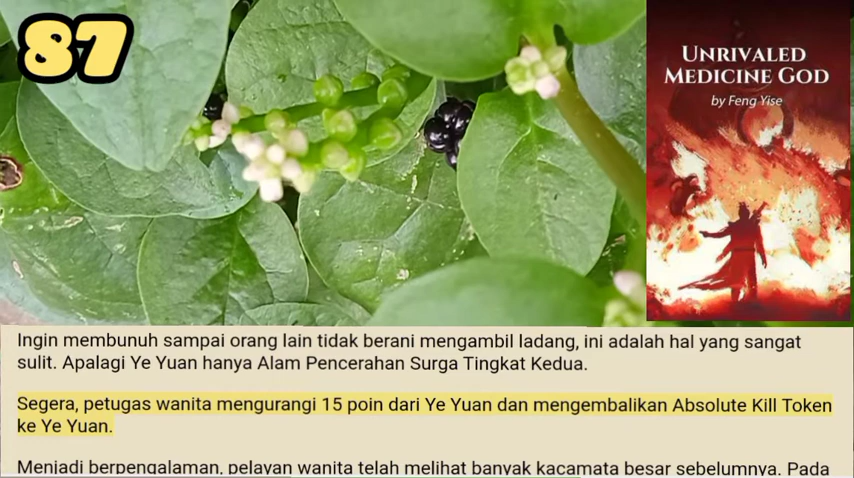 87
UNRIVALED
MEDICINE GOD
by Feng Yise
Ingin membunuh sampai orang lain tidak berani mengambil ladang, ini adalah hal yang sangat
sulit. Apalagi Ye Yuan hanya Alam Pencerahan Surga Tingkat Kedua.
Segera, petugas wanita mengurangi 15 poin dari Ye Yuan dan mengembalikan Absolute Kill Token
ke Ye Yuan.
Menjadi berpengalaman, pelayan wanita telah melihat banyak kacamata besar sebelumnya. Pada